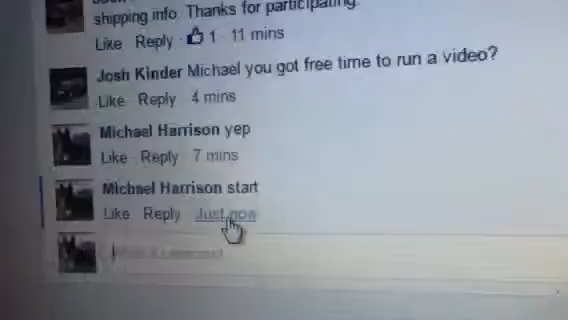 shipping info. Thanks for participating.
Like Reply 1 11 mins
Josh Kinder Michael you got free time to run a video?
Like Reply 4 mins
Michael Harrison yep
Like Reply 7 mins
Michael Harrison start
Like Reply Just now